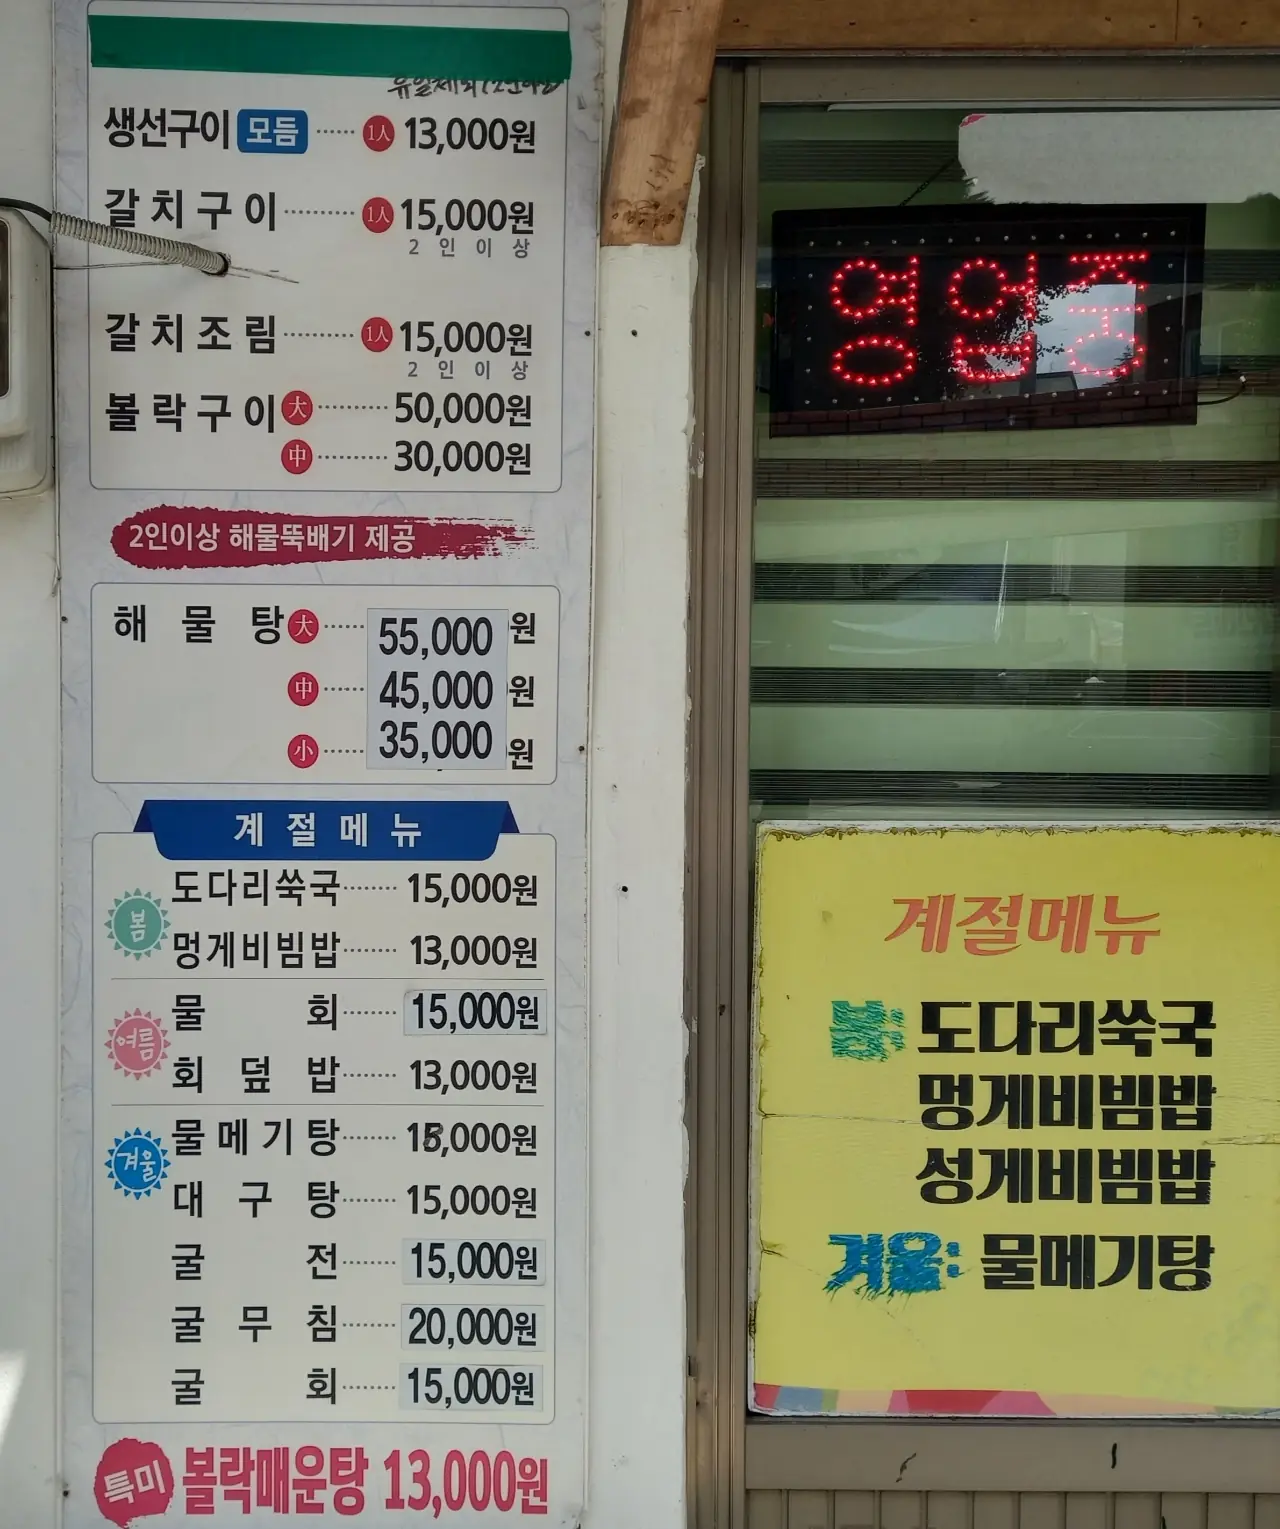 생선구이 모듬 ······ 1人 13,000원
갈치구이 ········· 1人 15,000원
2인이상
갈치조림 ········· 1人 15,000원
2인이상
볼락구이 大 ········· 50,000원
中 ········· 30,000원
2인이상 해물뚝배기 제공
해물탕 大 ······ 55,000원
中 ······ 45,000원
小 ······ 35,000원
계절메뉴
봄
도다리쑥국 ······· 15,000원
멍게비빔밥 ······· 13,000원
여름
물회 ······· 15,000원
회덮밥 ······· 13,000원
겨울
물메기탕 ·······
대구탕 ······· 15,000원
굴전 ······· 15,000원
굴무침 ······· 20,000원
굴회 ······· 15,000원
특미 볼락매운탕 13,000원
영업중
계절메뉴
봄: 도다리쑥국
멍게비빔밥
성게비빔밥
겨울: 물메기탕